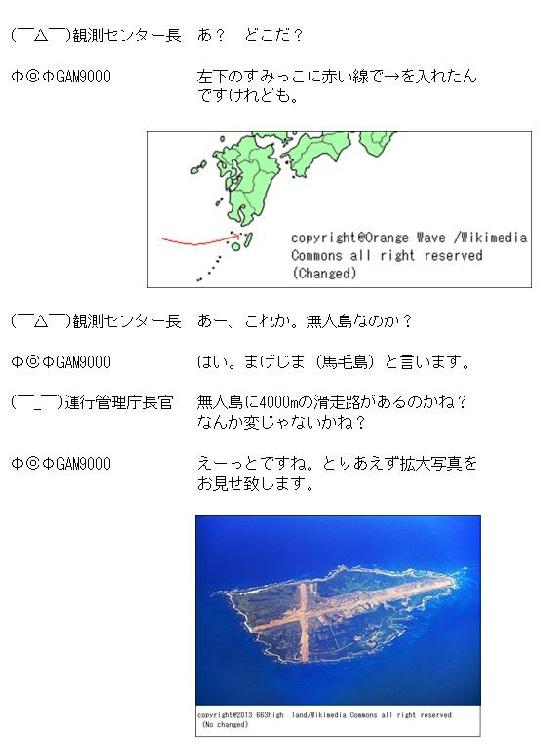 (￣△￣)観測センター長　あ？　どこだ？
Φ◎ΦGAM9000　左下のすみっこに赤い線で→を入れたん
ですけれども。
copyright@Orange Wave /Wikimedia
Commons all right reserved
(Changed)
(￣△￣)観測センター長　あー、これか。無人島なのか？
Φ◎ΦGAM9000　はい。まげじま（馬毛島）と言います。
(￣_￣)運行管理庁長官　無人島に4000mの滑走路があるのかね？
なんか変じゃないかね？
Φ◎ΦGAM9000　えーっとですね。とりあえず拡大写真を
お見せ致します。
copyright@2013 663high land/Wikimedia Commons all right reserved
(No changed)